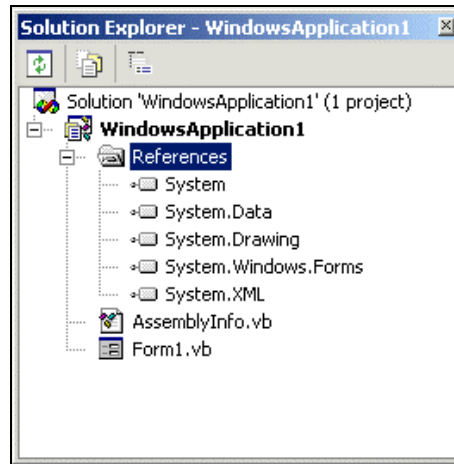 Solution Explorer - WindowsApplication1
Solution 'WindowsApplication1' (1 project)
WindowsApplication1
References
System
System.Data
System.Drawing
System.Windows.Forms
System.XML
AssemblyInfo.vb
Form1.vb